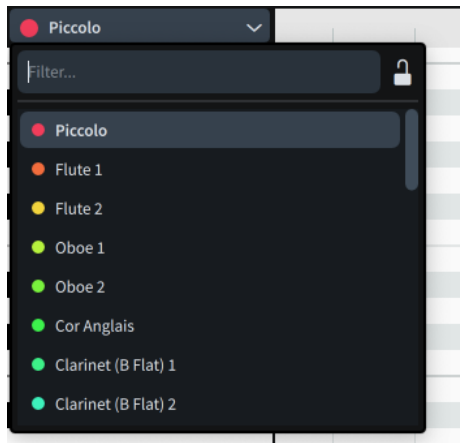 Piccolo
Filter...
Piccolo
Flute 1
Flute 2
Oboe 1
Oboe 2
Cor Anglais
Clarinet (B Flat) 1
Clarinet (B Flat) 2